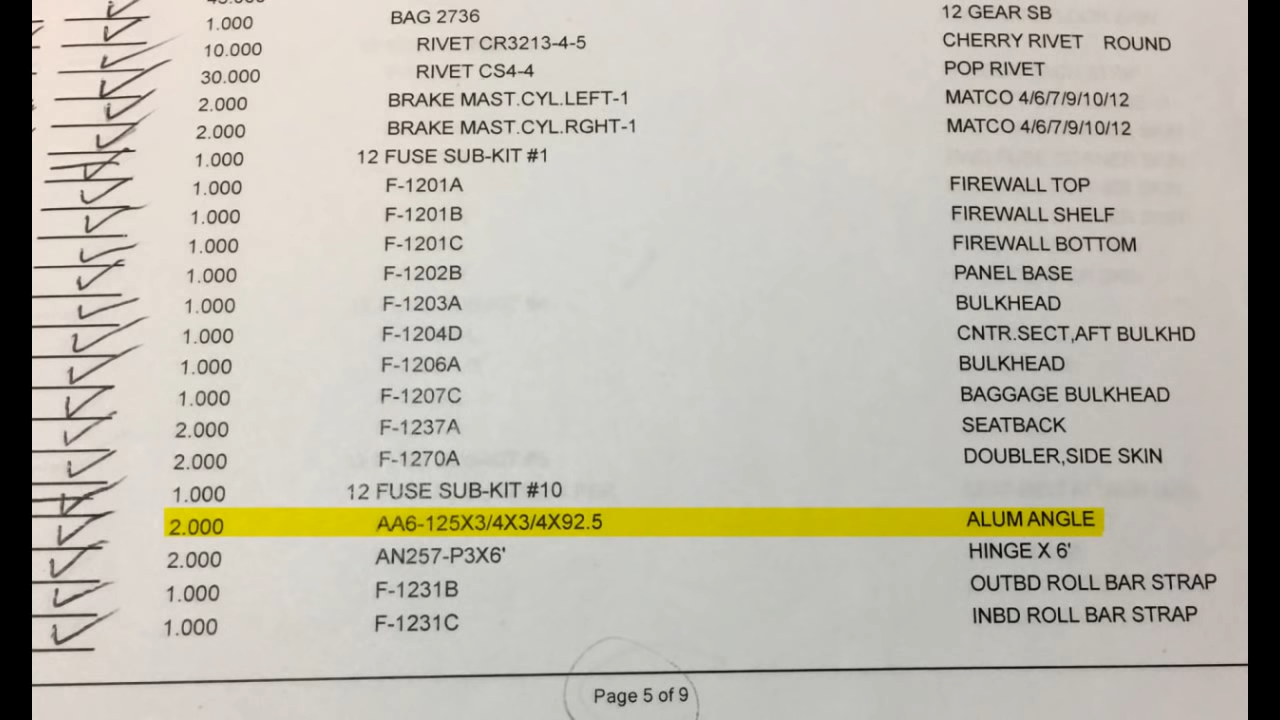 1.000 BAG 2736 12 GEAR SB
10.000 RIVET CR3213-4-5 CHERRY RIVET ROUND
30.000 RIVET CS4-4 POP RIVET
2.000 BRAKE MAST.CYL.LEFT-1 MATCO 4/6/7/9/10/12
2.000 BRAKE MAST.CYL.RGHT-1 MATCO 4/6/7/9/10/12
1.000 12 FUSE SUB-KIT #1
1.000 F-1201A FIREWALL TOP
1.000 F-1201B FIREWALL SHELF
1.000 F-1201C FIREWALL BOTTOM
1.000 F-1202B PANEL BASE
1.000 F-1203A BULKHEAD
1.000 F-1204D CNTR.SECT,AFT BULKHD
1.000 F-1206A BULKHEAD
1.000 F-1207C BAGGAGE BULKHEAD
2.000 F-1237A SEATBACK
2.000 F-1270A DOUBLER,SIDE SKIN
1.000 12 FUSE SUB-KIT #10
2.000 AA6-125X3/4X3/4X92.5 ALUM ANGLE
2.000 AN257-P3X6' HINGE X 6'
1.000 F-1231B OUTBD ROLL BAR STRAP
1.000 F-1231C INBD ROLL BAR STRAP
Page 5 of 9